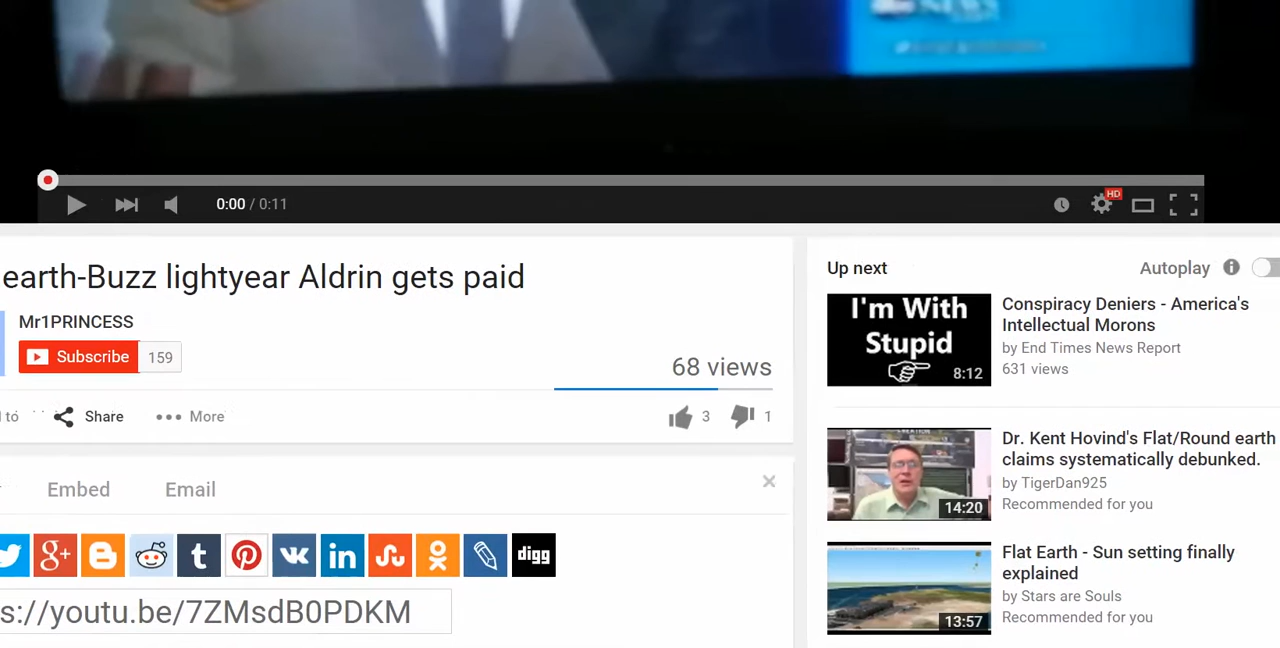 NEWS
HD
0:00 / 0:11
earth-Buzz lightyear Aldrin gets paid
Mr1PRINCESS
Subscribe 159
68 views
to Share More 3 1
Embed Email
g+ t vk in digg
s://youtu.be/7ZMsdB0PDKM
Up next Autoplay
I'm With
Stupid
8:12
Conspiracy Deniers - America's
Intellectual Morons
by End Times News Report
631 views
14:20
Dr. Kent Hovind's Flat/Round earth
claims systematically debunked.
by TigerDan925
Recommended for you
13:57
Flat Earth - Sun setting finally
explained
by Stars are Souls
Recommended for you